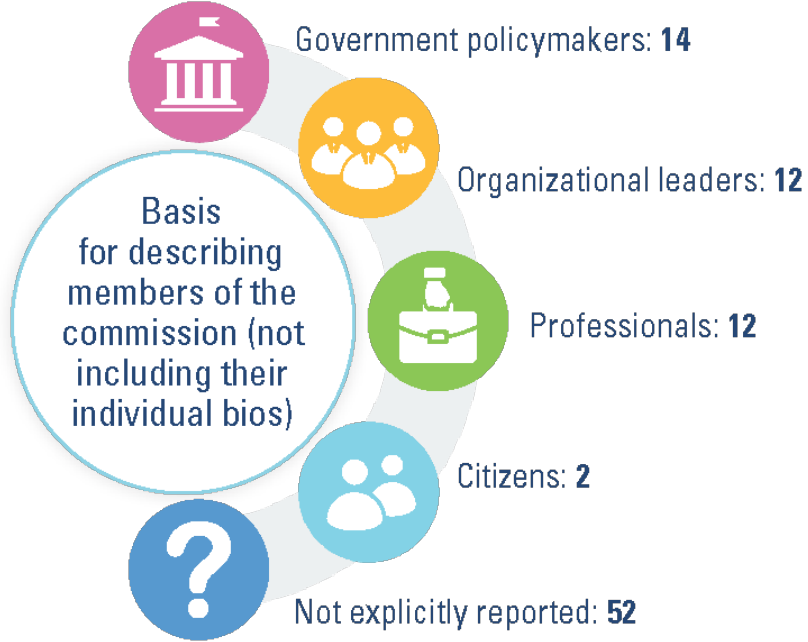 Government policymakers: 14
Organizational leaders: 12
Basis
for describing
members of the
commission (not
including their
individual bios)
Professionals: 12
Citizens: 2
Not explicitly reported: 52